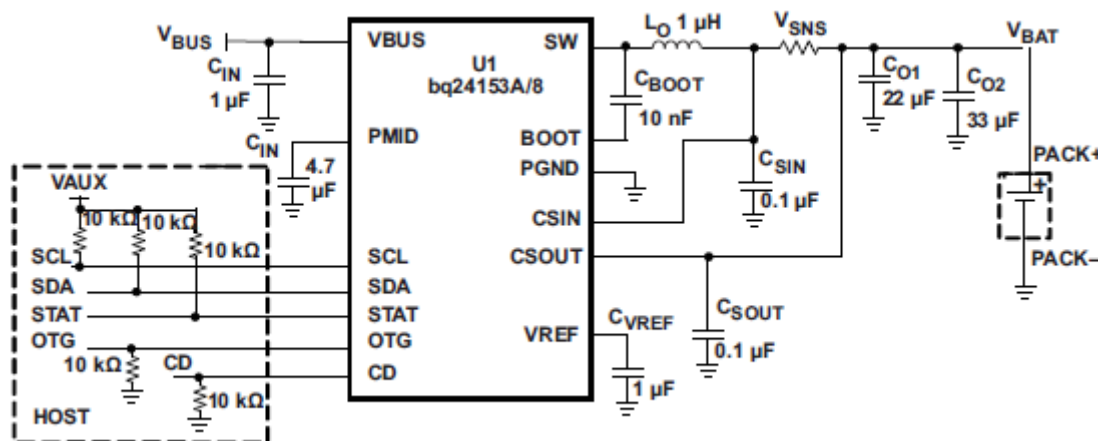 VBUS
CIN
1 µF
VBUS
U1
bq24153A/8
SW
LO 1 µH
VSNS
VBAT
CBOOT
10 nF
CO1
22 µF
CO2
33 µF
PMID
CIN
4.7
µF
BOOT
PGND
CSIN
0.1 µF
CSIN
PACK+
+
PACK–
VAUX
10 kΩ
10 kΩ
10 kΩ
SCL
SCL
CSOUT
SDA
SDA
STAT
STAT
CSOUT
0.1 µF
OTG
OTG
VREF
CVREF
1 µF
10 kΩ
CD
CD
10 kΩ
HOST